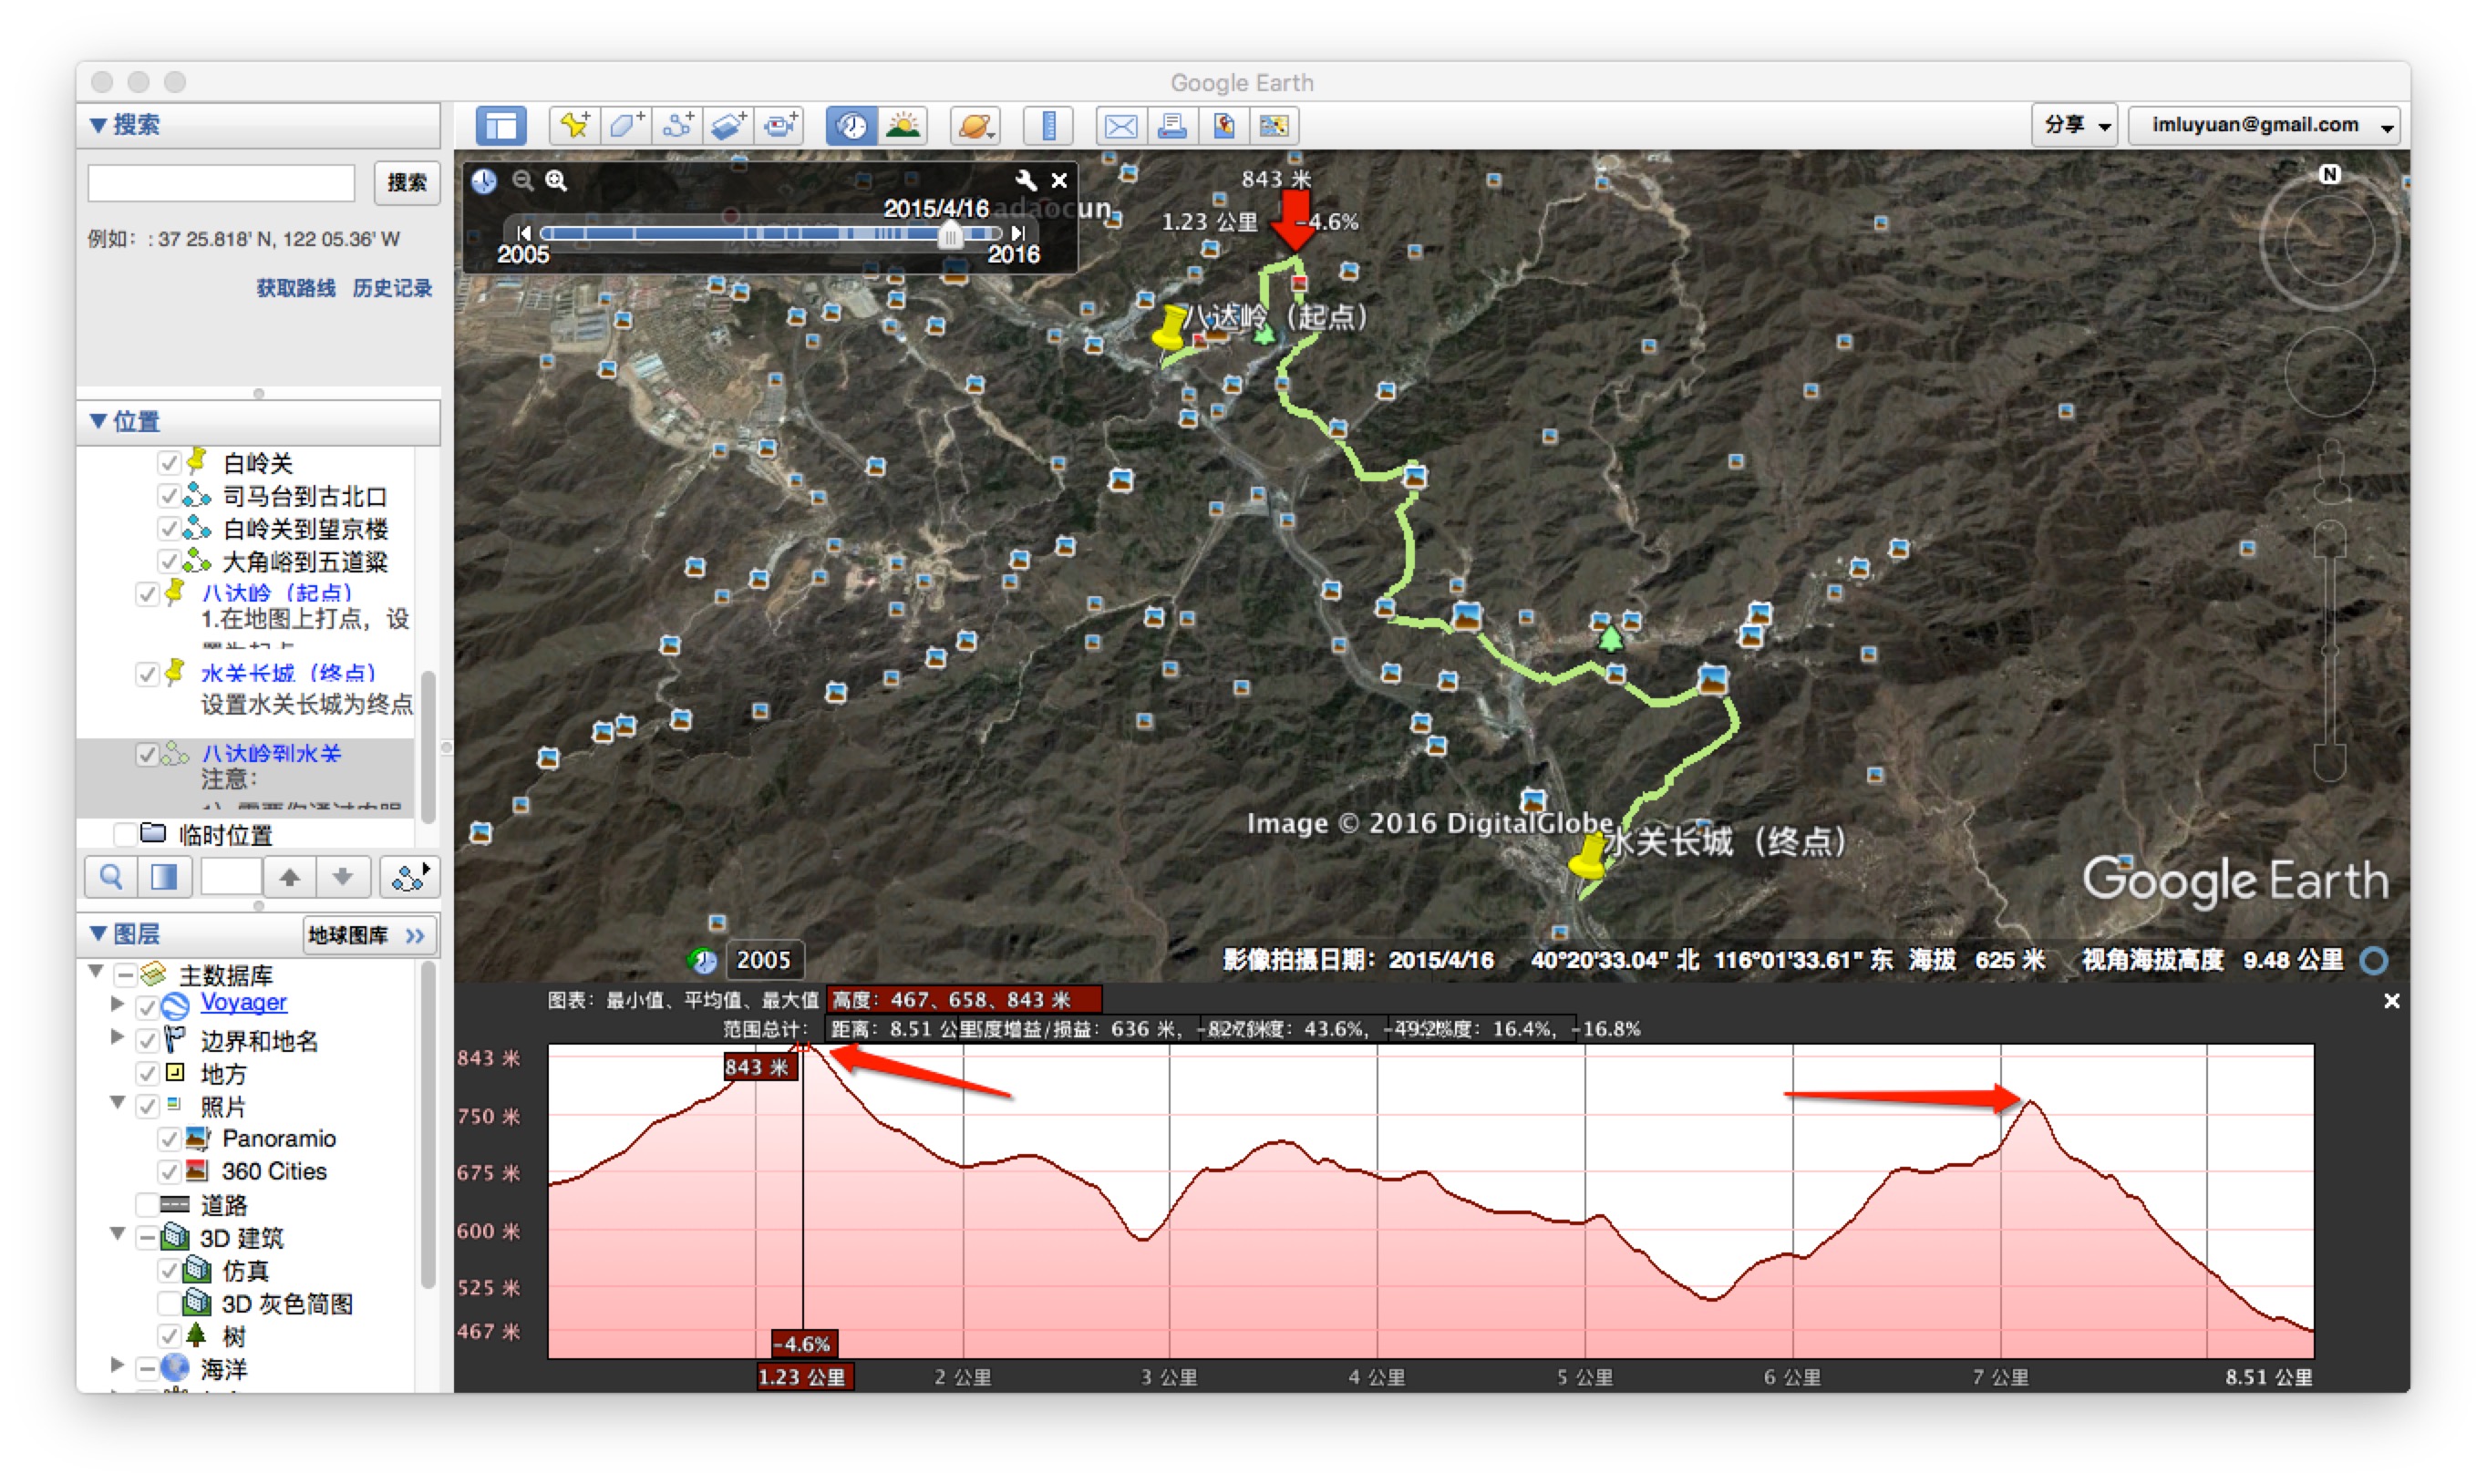 Google Earth
搜索
分享
imluyuan@gmail.com
搜索
例如：: 37 25.818' N, 122 05.36' W
获取路线 历史记录
位置
白岭关
司马台到古北口
白岭关到望京楼
大角峪到五道梁
八达岭（起点）
1.在地图上打点，设
水关长城（终点）
设置水关长城为终点
八达岭到水关
注意：
临时位置
图层
地球图库 >>
主数据库
Voyager
边界和地名
地方
照片
Panoramio
360 Cities
道路
3D 建筑
仿真
3D 灰色简图
树
海洋
2015/4/16
2005
2016
843 米
1.23 公里 -4.6%
N
八达岭（起点）
Image © 2016 DigitalGlobe
水关长城（终点）
Google Earth
2005
影像拍摄日期：2015/4/16 40°20'33.04" 北 116°01'33.61" 东 海拔 625 米 视角海拔高度 9.48 公里
图表：最小值、平均值、最大值 高度：467、658、843 米
范围总计： 距离：8.51 公里 高度增益/损益：636 米， 43.6%， 16.4%，-16.8%
843 米
843 米
750 米
675 米
600 米
525 米
467 米
-4.6%
1.23 公里 2 公里 3 公里 4 公里 5 公里 6 公里 7 公里 8.51 公里